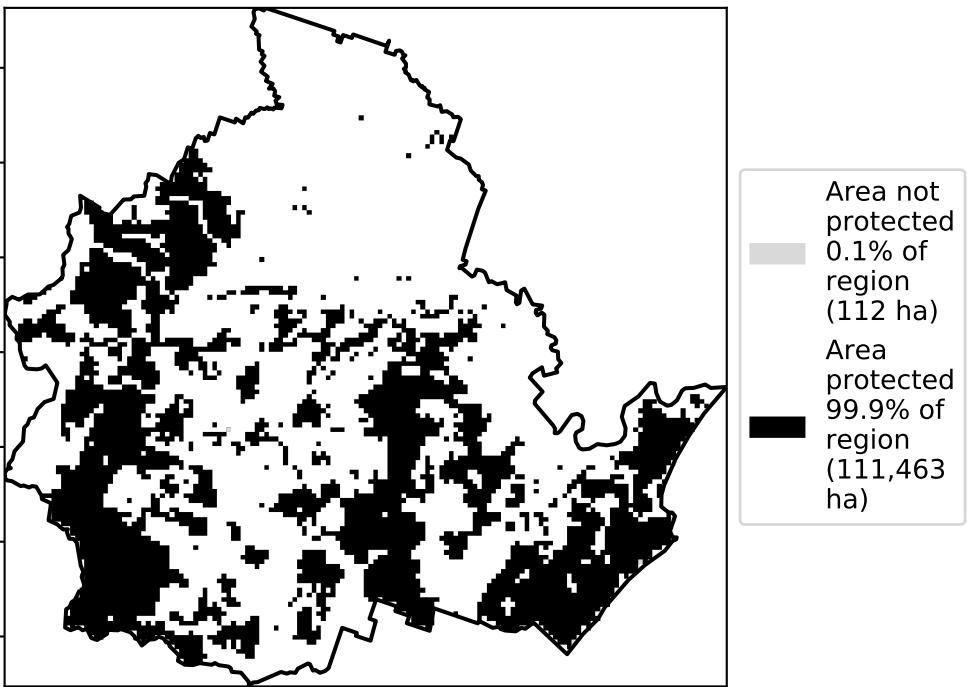 Area not
protected
0.1% of
region
(112 ha)
Area
protected
99.9% of
region
(111,463
ha)